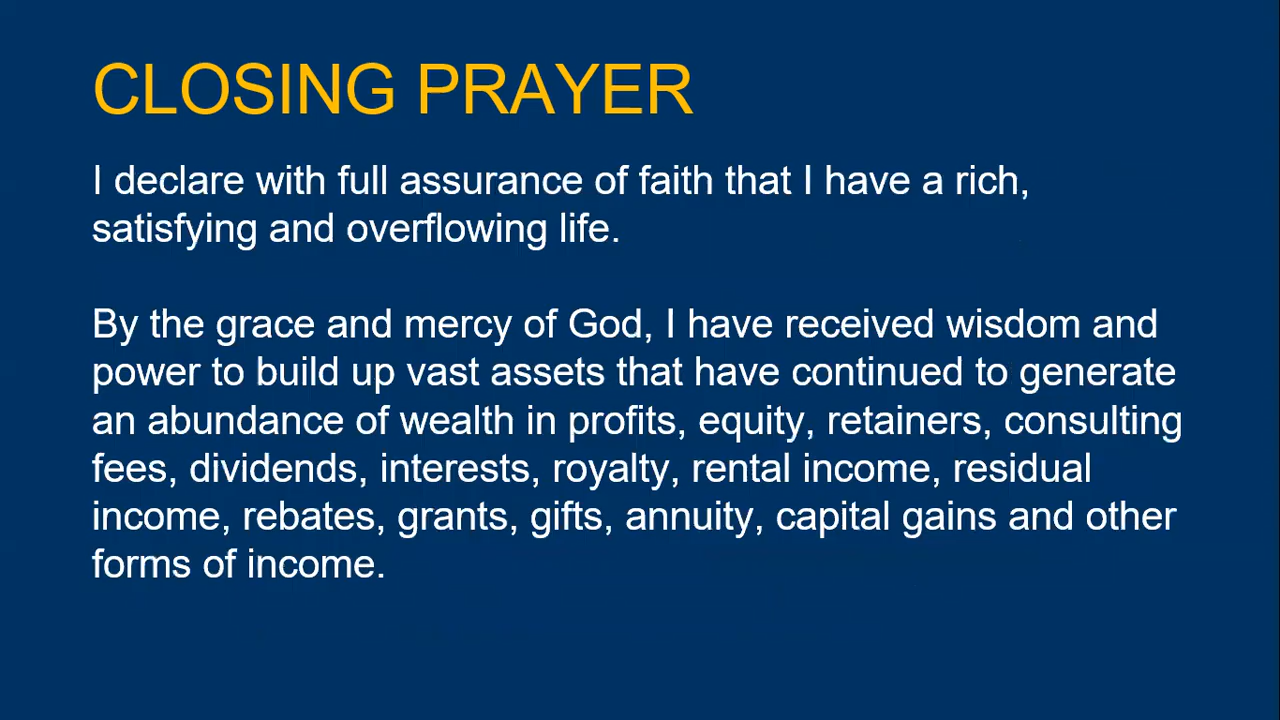 CLOSING PRAYER
I declare with full assurance of faith that I have a rich,
satisfying and overflowing life.
By the grace and mercy of God, I have received wisdom and
power to build up vast assets that have continued to generate
an abundance of wealth in profits, equity, retainers, consulting
fees, dividends, interests, royalty, rental income, residual
income, rebates, grants, gifts, annuity, capital gains and other
forms of income.